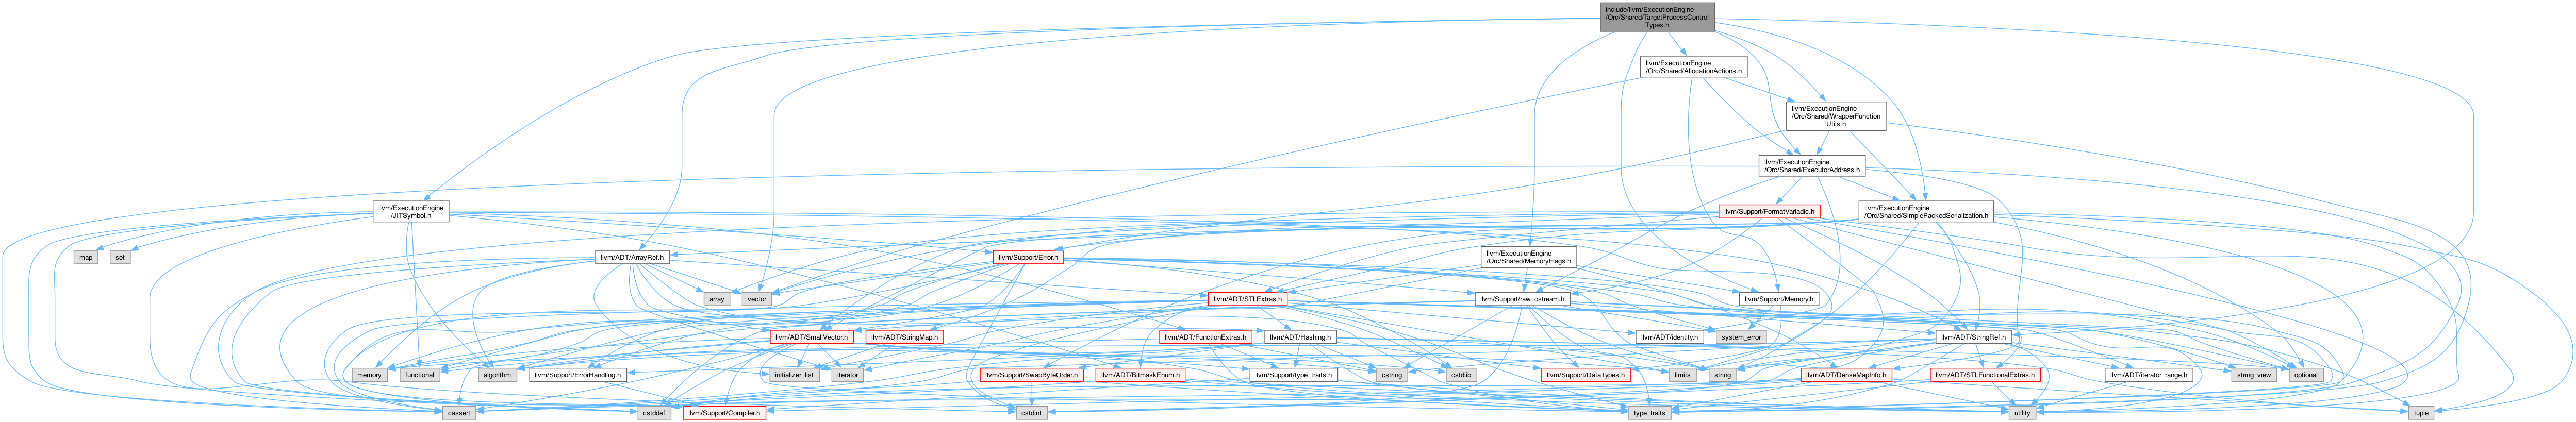 include/llvm/ExecutionEngine
/Orc/Shared/TargetProcessControl
Types.h
llvm/ExecutionEngine
/Orc/Shared/AllocationActions.h
llvm/ExecutionEngine
/Orc/Shared/WrapperFunction
Utils.h
llvm/ExecutionEngine
/Orc/Shared/ExecutorAddress.h
llvm/ExecutionEngine
/JITSymbol.h
llvm/Support/FormatVariadic.h
llvm/ExecutionEngine
/Orc/Shared/SimplePackedSerialization.h
map
set
llvm/ADT/ArrayRef.h
llvm/Support/Error.h
llvm/ExecutionEngine
/Orc/Shared/MemoryFlags.h
array
vector
llvm/ADT/STLExtras.h
llvm/Support/raw_ostream.h
llvm/Support/Memory.h
llvm/ADT/SmallVector.h
llvm/ADT/StringMap.h
llvm/ADT/FunctionExtras.h
llvm/ADT/Hashing.h
llvm/ADT/identity.h
system_error
llvm/ADT/StringRef.h
memory
functional
algorithm
llvm/Support/ErrorHandling.h
initializer_list
iterator
llvm/Support/SwapByteOrder.h
llvm/ADT/BitmaskEnum.h
llvm/Support/type_traits.h
cstring
cstdlib
llvm/Support/DataTypes.h
limits
string
llvm/ADT/DenseMapInfo.h
llvm/ADT/STLFunctionalExtras.h
llvm/ADT/iterator_range.h
string_view
optional
cassert
cstddef
llvm/Support/Compiler.h
cstdint
type_traits
utility
tuple